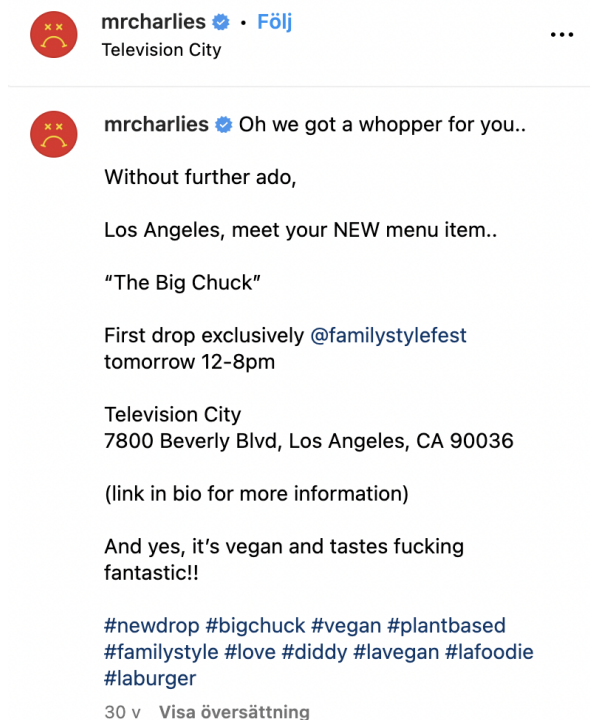 mrcharlies • Följ
Television City
mrcharlies Oh we got a whopper for you..
Without further ado,
Los Angeles, meet your NEW menu item..
“The Big Chuck”
First drop exclusively @familystylefest
tomorrow 12-8pm
Television City
7800 Beverly Blvd, Los Angeles, CA 90036
(link in bio for more information)
And yes, it’s vegan and tastes fucking
fantastic!!
#newdrop #bigchuck #vegan #plantbased
#familystyle #love #diddy #lavegan #lafoodie
#laburger
30 v Visa översättning